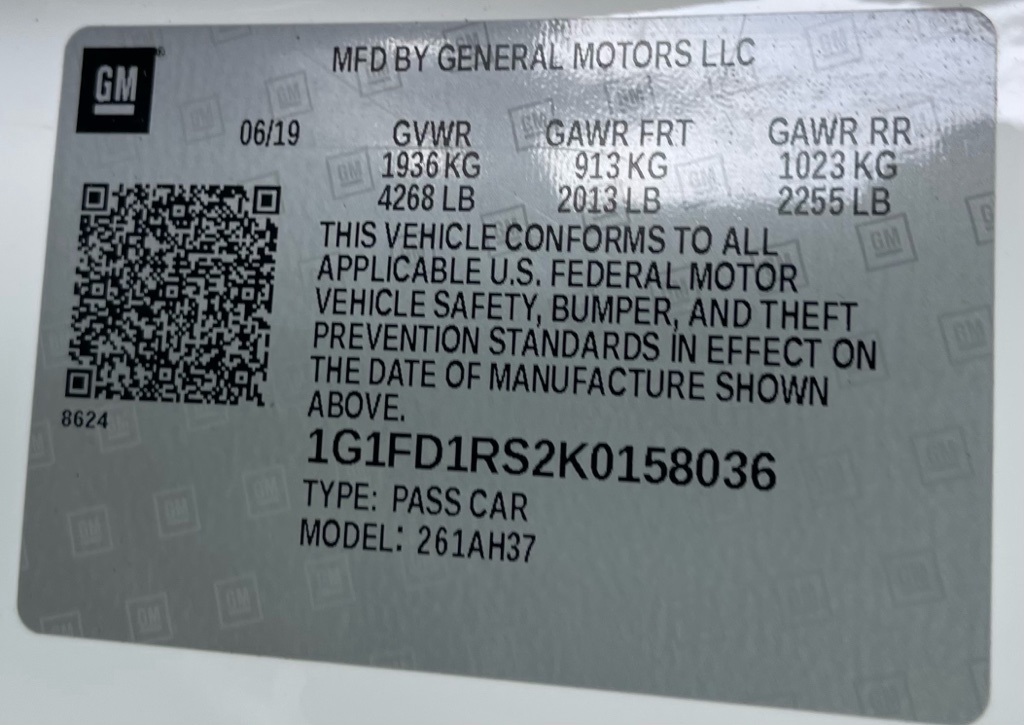 GM
MFD BY GENERAL MOTORS LLC
06/19 GVWR GAWR FRT GAWR RR
1936 KG 913 KG 1023 KG
4268 LB 2013 LB 2255 LB
THIS VEHICLE CONFORMS TO ALL
APPLICABLE U.S. FEDERAL MOTOR
VEHICLE SAFETY, BUMPER, AND THEFT
PREVENTION STANDARDS IN EFFECT ON
THE DATE OF MANUFACTURE SHOWN
ABOVE.
8624
1G1FD1RS2K0158036
TYPE: PASS CAR
MODEL: 261AH37